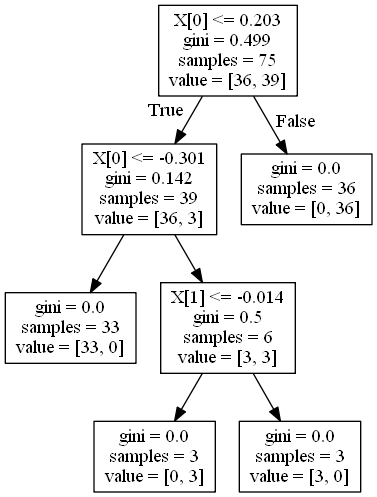 X[0] <= 0.203
gini = 0.499
samples = 75
value = [36, 39]
True
False
X[0] <= -0.301
gini = 0.142
samples = 39
value = [36, 3]
gini = 0.0
samples = 36
value = [0, 36]
gini = 0.0
samples = 33
value = [33, 0]
X[1] <= -0.014
gini = 0.5
samples = 6
value = [3, 3]
gini = 0.0
samples = 3
value = [0, 3]
gini = 0.0
samples = 3
value = [3, 0]